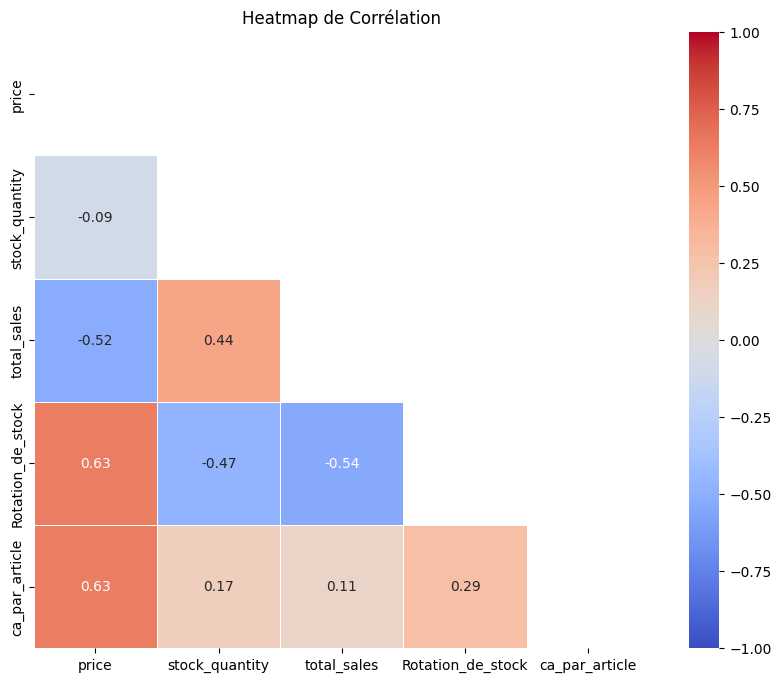 Heatmap de Corrélation
price
stock_quantity
-0.09
total_sales
-0.52 0.44
Rotation_de_stock
0.63 -0.47 -0.54
ca_par_article
0.63 0.17 0.11 0.29
price stock_quantity total_sales Rotation_de_stock ca_par_article
1.00
0.75
0.50
0.25
0.00
−0.25
−0.50
−0.75
−1.00